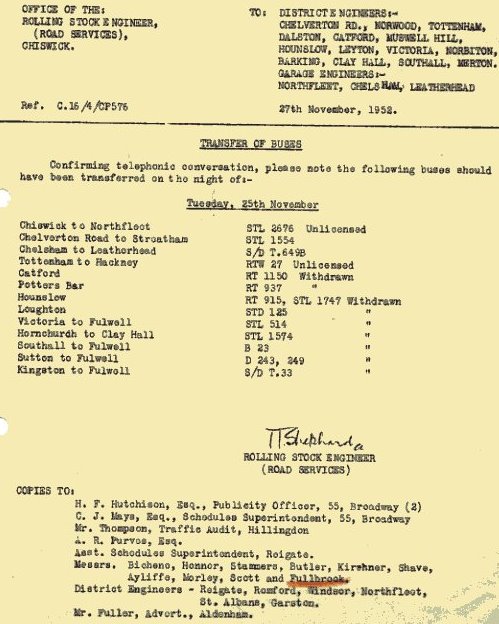 OFFICE OF THE:
ROLLING STOCK ENGINEER,
(ROAD SERVICES),
CHISWICK.
TO: DISTRICT ENGINEERS:-
CHELVERTON RD., NORWOOD, TOTTENHAM,
DALSTON, CATFORD, MUSWELL HILL,
HOUNSLOW, LEYTON, VICTORIA, NORBITON,
BARKING, CLAY HALL, SOUTHALL, MERTON.
GARAGE ENGINEERS:-
NORTHFLEET, CHELSHAM, LEATHERHEAD
Ref. C.16/4/CP576
27th November, 1952.
TRANSFER OF BUSES
Confirming telephonic conversation, please note the following buses should
have been transferred on the night of:-
Tuesday, 25th November
Chiswick to Northfleet STL 2676 Unlicensed
Chelverton Road to Streatham STL 1554
Chelsham to Leatherhead S/D T.649B
Tottenham to Hackney RTW 27 Unlicensed
Catford RT 1150 Withdrawn
Potters Bar RT 937 "
Hounslow RT 915, STL 1747 Withdrawn
Loughton STD 125 "
Victoria to Fulwell STL 514 "
Hornchurch to Clay Hall STL 1574 "
Southall to Fulwell B 23 "
Sutton to Fulwell D 243, 249 "
Kingston to Fulwell S/D T.33 "
T Shephard
ROLLING STOCK ENGINEER
(ROAD SERVICES)
COPIES TO:
H. F. Hutchison, Esq., Publicity Officer, 55, Broadway (2)
C. J. Mays, Esq., Schedules Superintendent, 55, Broadway
Mr. Thompson, Traffic Audit, Hillingdon
A. R. Purves, Esq.
Asst. Schedules Superintendent, Reigate.
Messrs. Bicheno, Honnor, Stammers, Butler, Kirshner, Shave,
Ayliffe, Morley, Scott and Fullbrook.
District Engineers - Reigate, Romford, Windsor, Northfleet,
St. Albans, Garston.
Mr. Fuller, Advert., Aldenham.